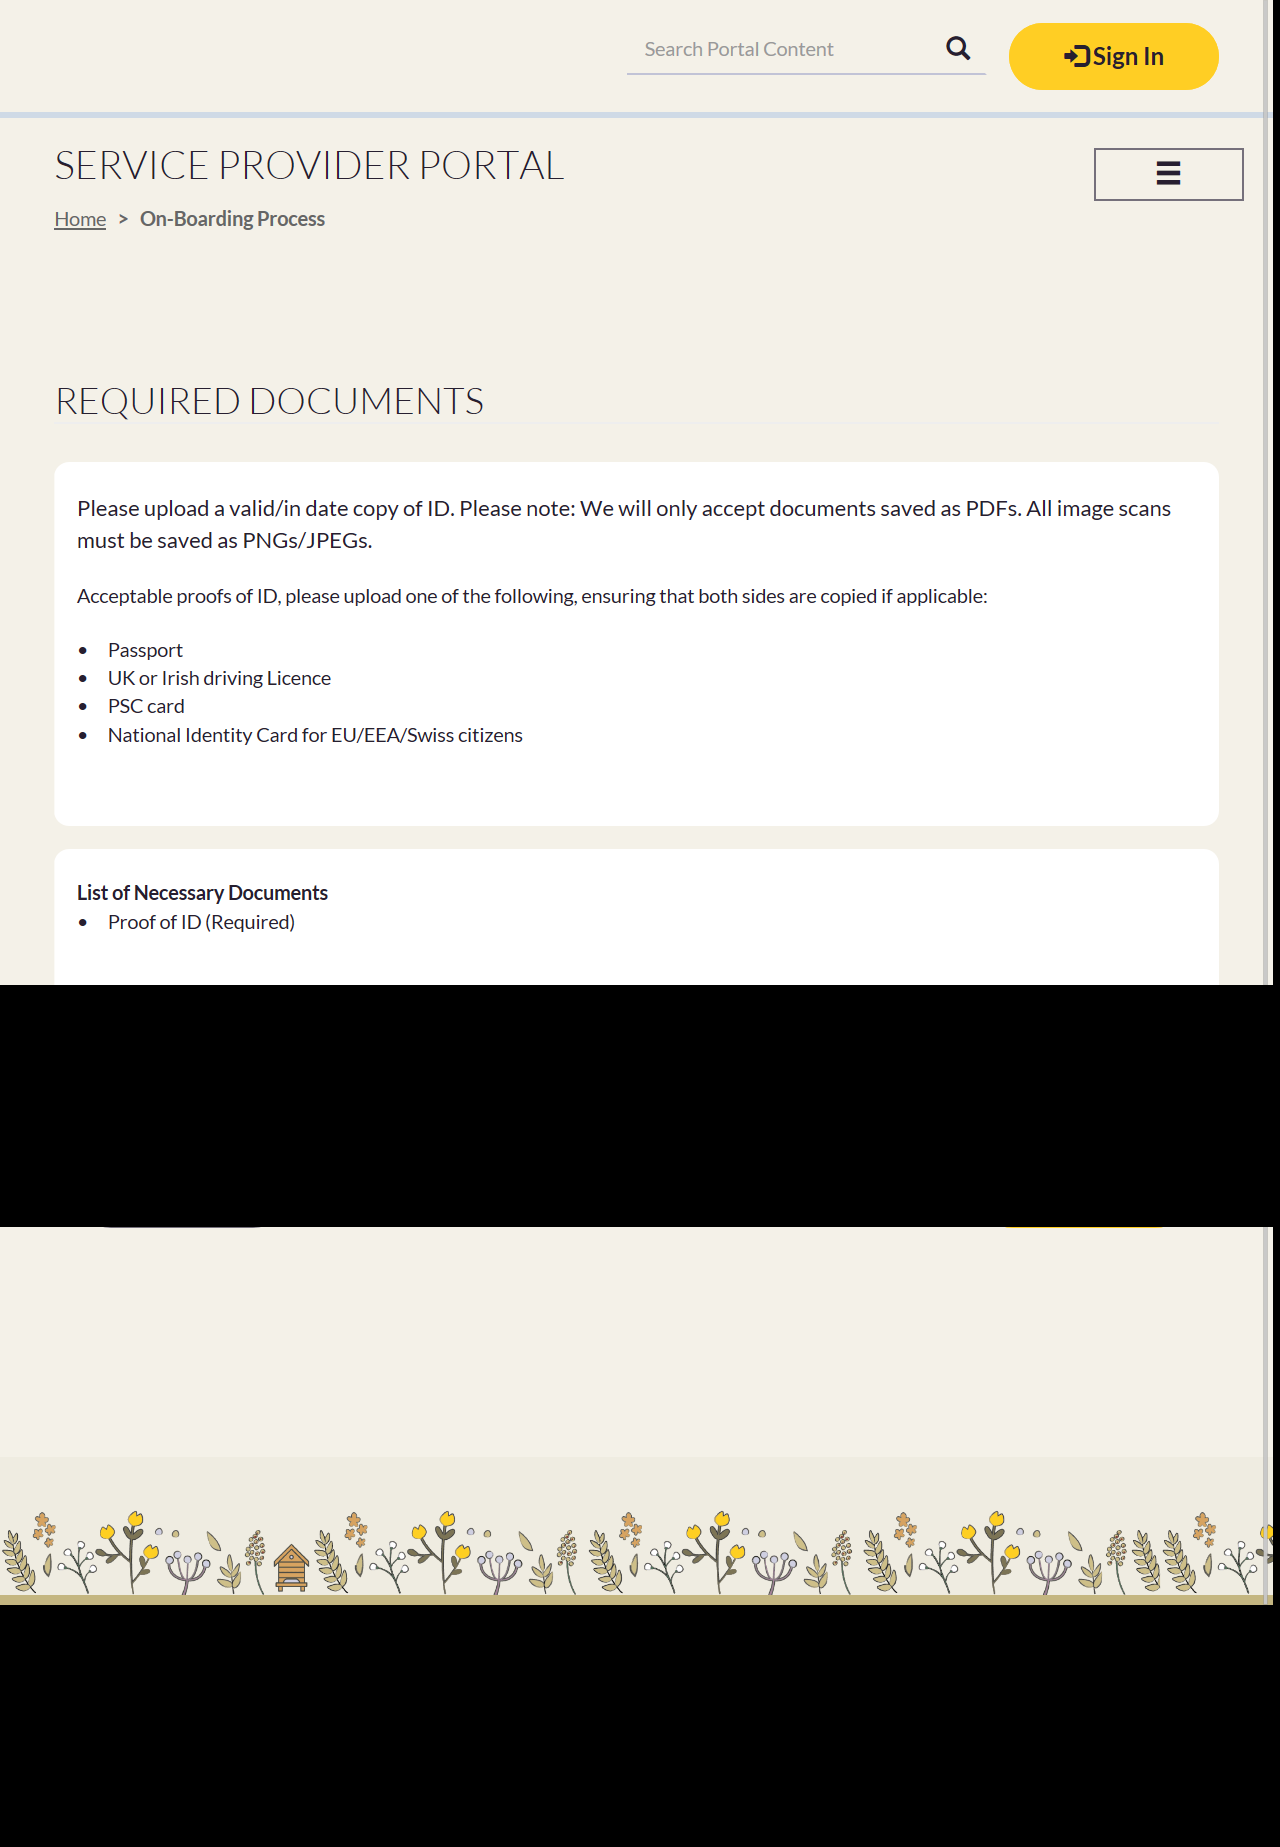 Search Portal Content
Sign In
SERVICE PROVIDER PORTAL
Home > On-Boarding Process
REQUIRED DOCUMENTS
Please upload a valid/in date copy of ID. Please note: We will only accept documents saved as PDFs. All image scans
must be saved as PNGs/JPEGs.
Acceptable proofs of ID, please upload one of the following, ensuring that both sides are copied if applicable:
• Passport
• UK or Irish driving Licence
• PSC card
• National Identity Card for EU/EEA/Swiss citizens
List of Necessary Documents
• Proof of ID (Required)